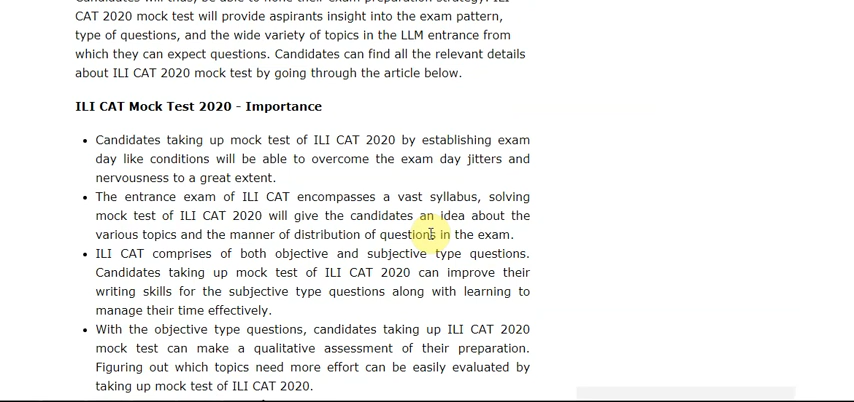 CAT 2020 mock test will provide aspirants insight into the exam pattern,
type of questions, and the wide variety of topics in the LLM entrance from
which they can expect questions. Candidates can find all the relevant details
about ILI CAT 2020 mock test by going through the article below.
ILI CAT Mock Test 2020 - Importance
• Candidates taking up mock test of ILI CAT 2020 by establishing exam
day like conditions will be able to overcome the exam day jitters and
nervousness to a great extent.
• The entrance exam of ILI CAT encompasses a vast syllabus, solving
mock test of ILI CAT 2020 will give the candidates an idea about the
various topics and the manner of distribution of questions in the exam.
• ILI CAT comprises of both objective and subjective type questions.
Candidates taking up mock test of ILI CAT 2020 can improve their
writing skills for the subjective type questions along with learning to
manage their time effectively.
• With the objective type questions, candidates taking up ILI CAT 2020
mock test can make a qualitative assessment of their preparation.
Figuring out which topics need more effort can be easily evaluated by
taking up mock test of ILI CAT 2020.